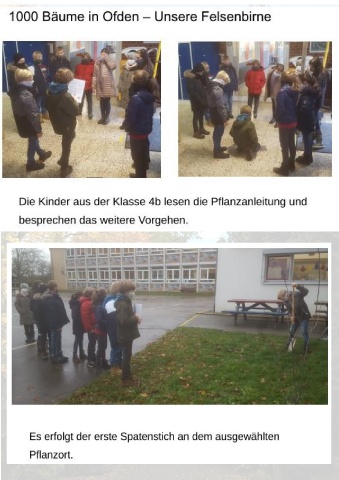 1000 Bäume in Ofden – Unsere Felsenbirne
Die Kinder aus der Klasse 4b lesen die Pflanzanleitung und
besprechen das weitere Vorgehen.
Es erfolgt der erste Spatenstich an dem ausgewählten
Pflanzort.